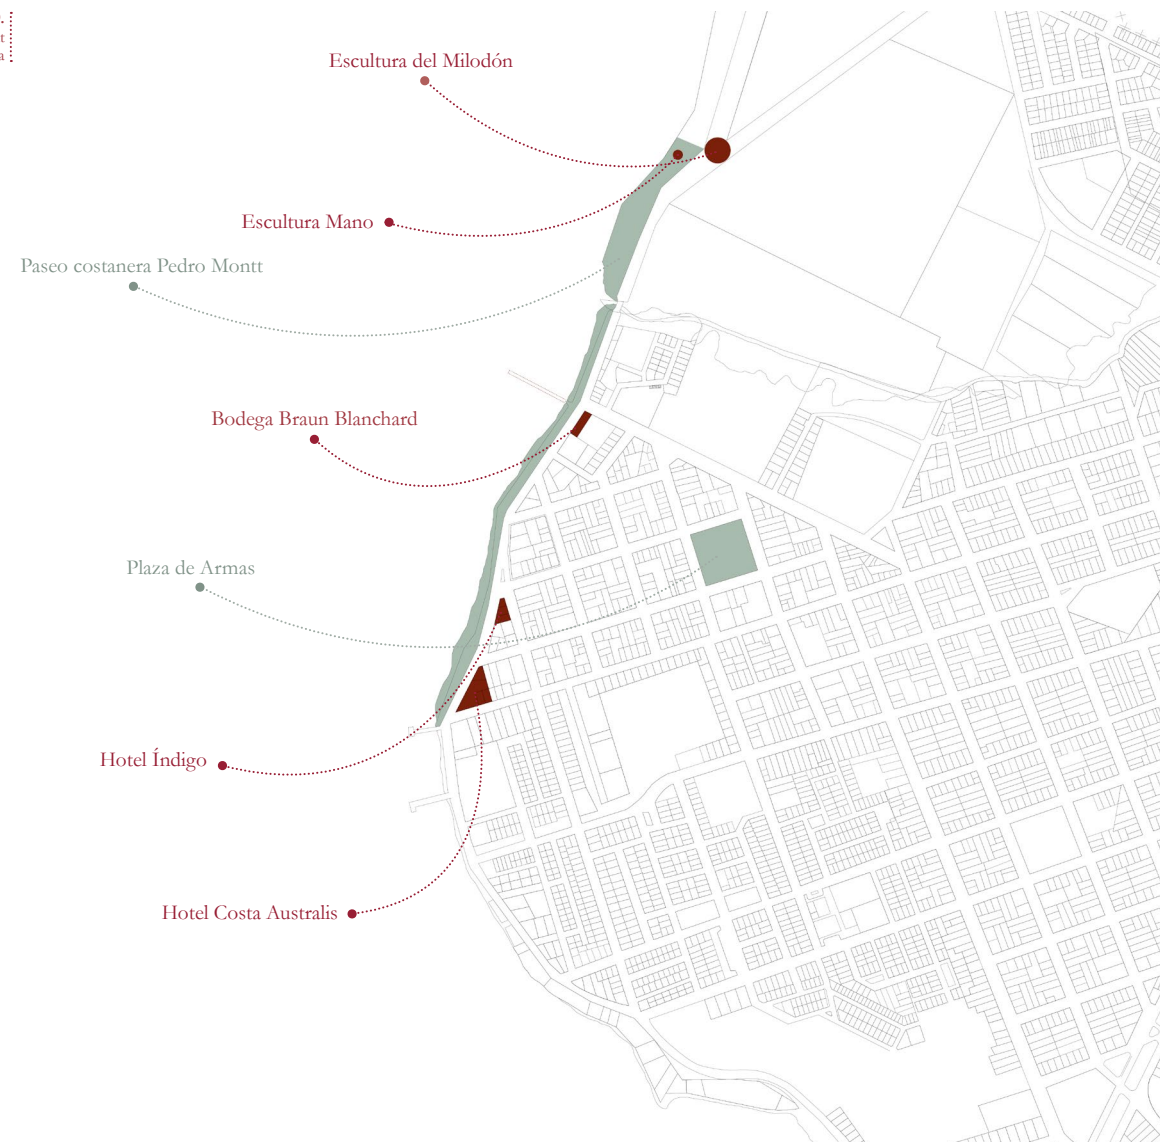 Escultura del Milodón
Escultura Mano
Paseo costanera Pedro Montt
Bodega Braun Blanchard
Plaza de Armas
Hotel Índigo
Hotel Costa Australis